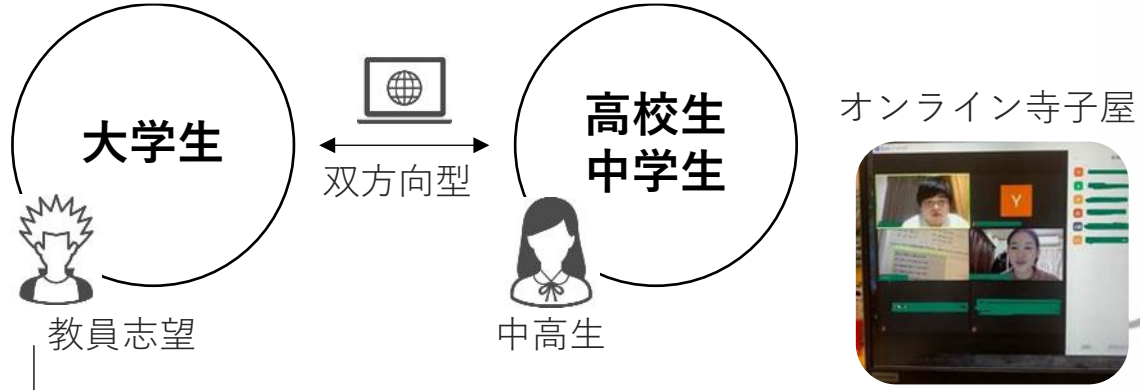 大学生
双方向型
高校生
中学生
オンライン寺子屋
Y
教員志望
中高生